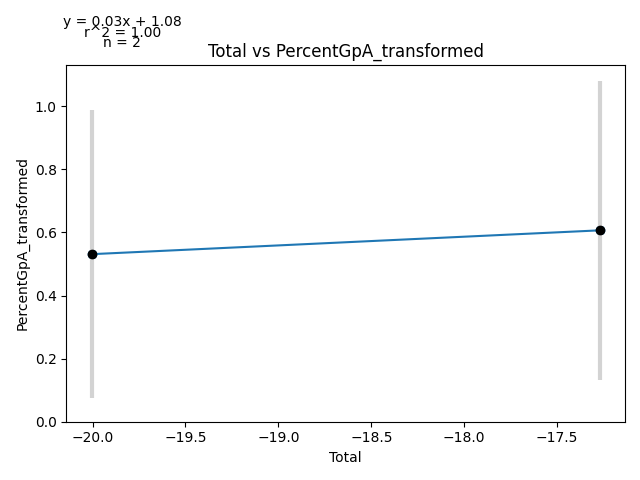 y = 0.03x + 1.08
r^2 = 1.00
n = 2
Total vs PercentGpA_transformed
1.0
0.8
0.6
0.4
0.2
0.0
PercentGpA_transformed
−20.0
−19.5
−19.0
−18.5
−18.0
−17.5
Total